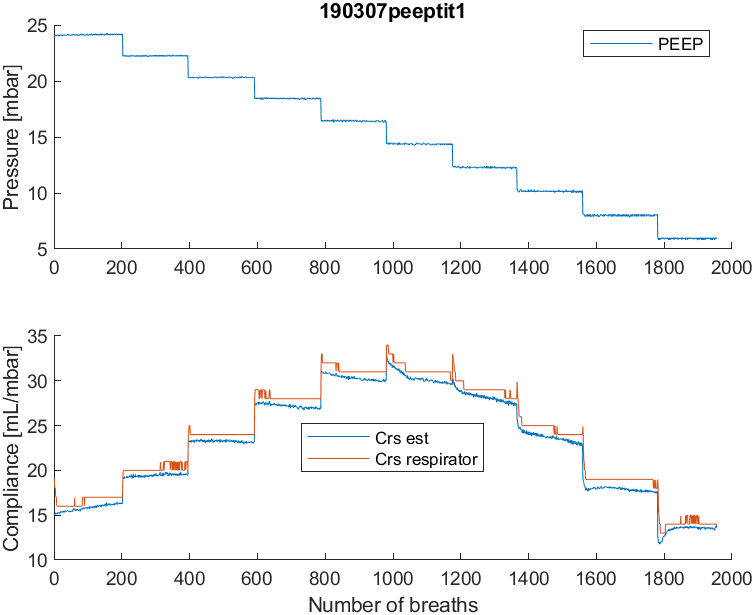 190307peeptit1
PEEP
Pressure [mbar]
25
20
15
10
5
0 200 400 600 800 1000 1200 1400 1600 1800 2000
Compliance [mL/mbar]
35
30
25
20
15
10
Crs est
Crs respirator
0 200 400 600 800 1000 1200 1400 1600 1800 2000
Number of breaths